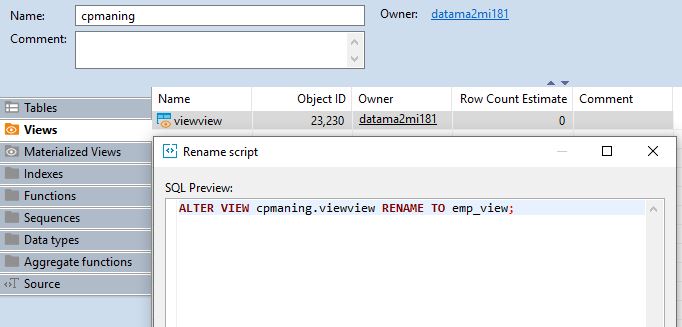 Name: cpmaning Owner: datama2mi181
Comment:
Tables
Views
Materialized Views
Indexes
Functions
Sequences
Data types
Aggregate functions
Source
Name Object ID Owner Row Count Estimate Comment
viewview 23,230 datama2mi181 0
Rename script
SQL Preview:
ALTER VIEW cpmaning.viewview RENAME TO emp_view;